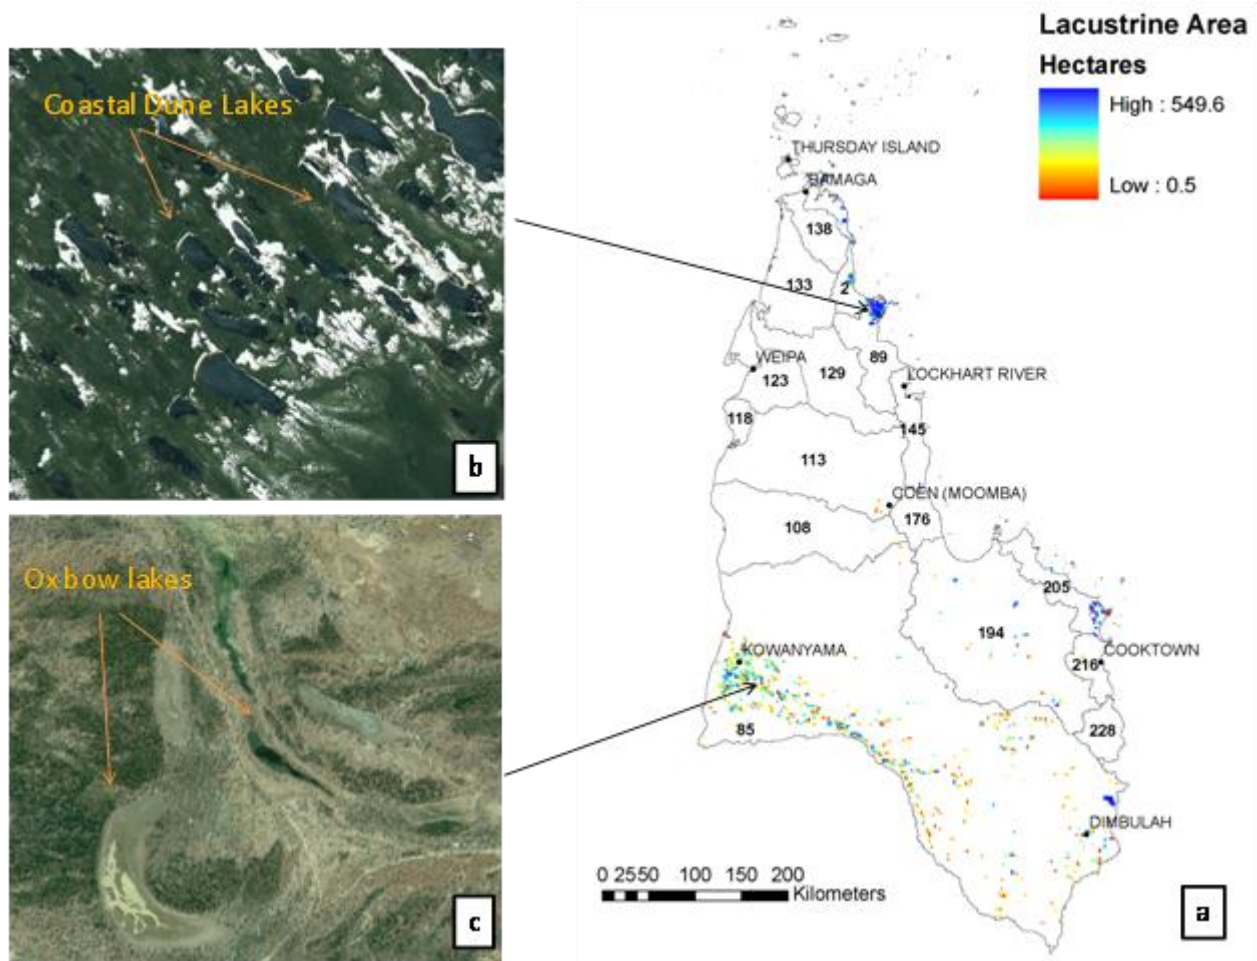 Coastal Dune Lakes
b
Oxbow lakes
c
Lacustrine Area
Hectares
High : 549.6
Low : 0.5
THURSDAY ISLAND
BAMAGA
138
133
2
89
WEIPA
123
129
LOCKHART RIVER
118
145
113
COEN (MOOMBA)
108
176
205
194
KOWANYAMA
216
COOKTOWN
85
228
DIMBULAH
0 25 50 100 150 200
Kilometers
a